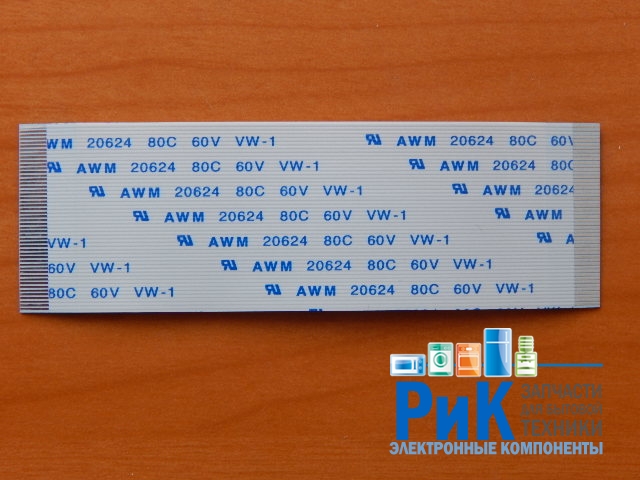 AWM 20624 80C 60V VW-1 AWM 20624 80C 60V
AWM 20624 80C 60V VW-1 AWM 20624 80C
AWM 20624 80C 60V VW-1 AWM 20624
AWM 20624 80C 60V VW-1 AWM
VW-1 AWM 20624 80C 60V VW-1 A
60V VW-1 AWM 20624 80C 60V VW-1
80C 60V VW-1 AWM 20624 80C 60V VW-1
РиК
ЗАПЧАСТИ
ДЛЯ БЫТОВОЙ
ТЕХНИКИ
ЭЛЕКТРОННЫЕ КОМПОНЕНТЫ